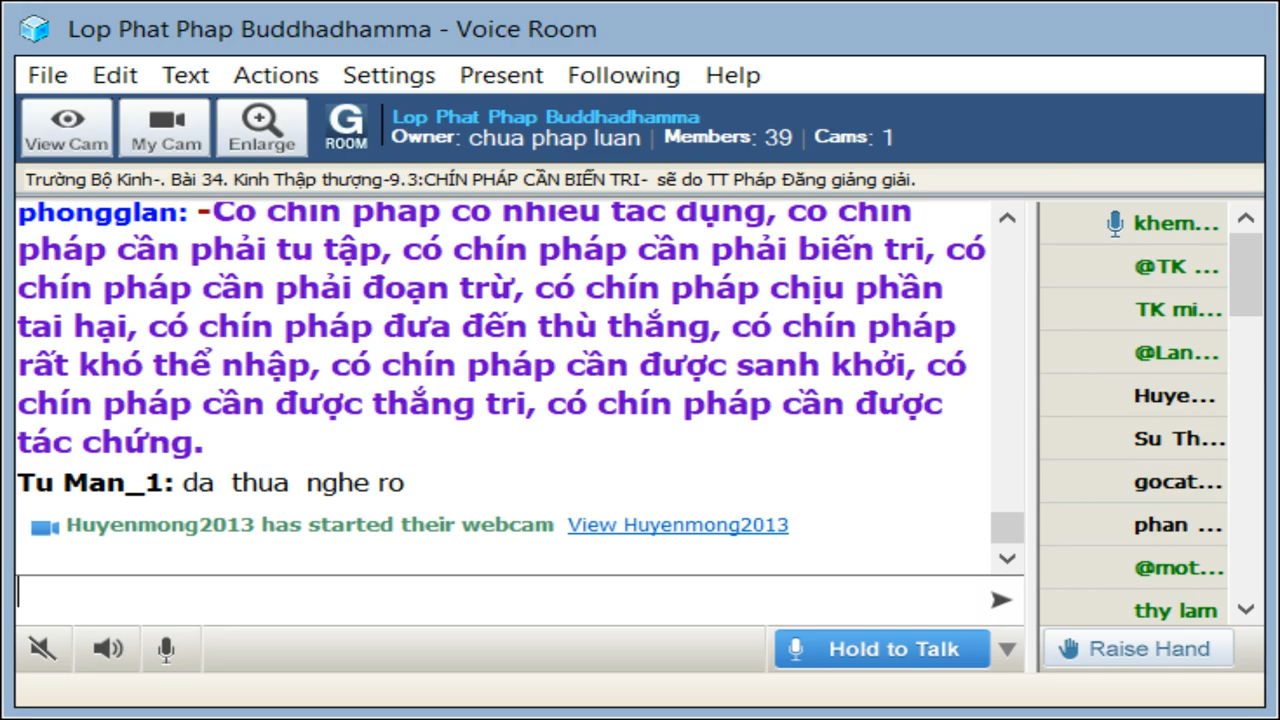 Lop Phat Phap Buddhadhamma - Voice Room
File Edit Text Actions Settings Present Following Help
View Cam My Cam Enlarge G ROOM
Lop Phat Phap Buddhadhamma
Owner: chua phap luan | Members: 39 | Cams: 1
Trường Bộ Kinh-. Bài 34. Kinh Thập thượng-9.3:CHÍN PHÁP CẦN BIẾN TRI- sẽ do TT Pháp Đăng giảng giải.
phongglan: -Có chín pháp có nhiều tác dụng, có chín
pháp cần phải tu tập, có chín pháp cần phải biến tri, có
chín pháp cần phải đoạn trừ, có chín pháp chịu phần
tai hại, có chín pháp đưa đến thù thắng, có chín pháp
rất khó thể nhập, có chín pháp cần được sanh khởi, có
chín pháp cần được thắng tri, có chín pháp cần được
tác chứng.
Tu Man_1: da thua nghe ro
Huyenmong2013 has started their webcam View Huyenmong2013
khem...
@TK ...
TK mi...
@Lan...
Huye...
Su Th...
gocat...
phan ...
@mot...
thy lam
Hold to Talk
Raise Hand